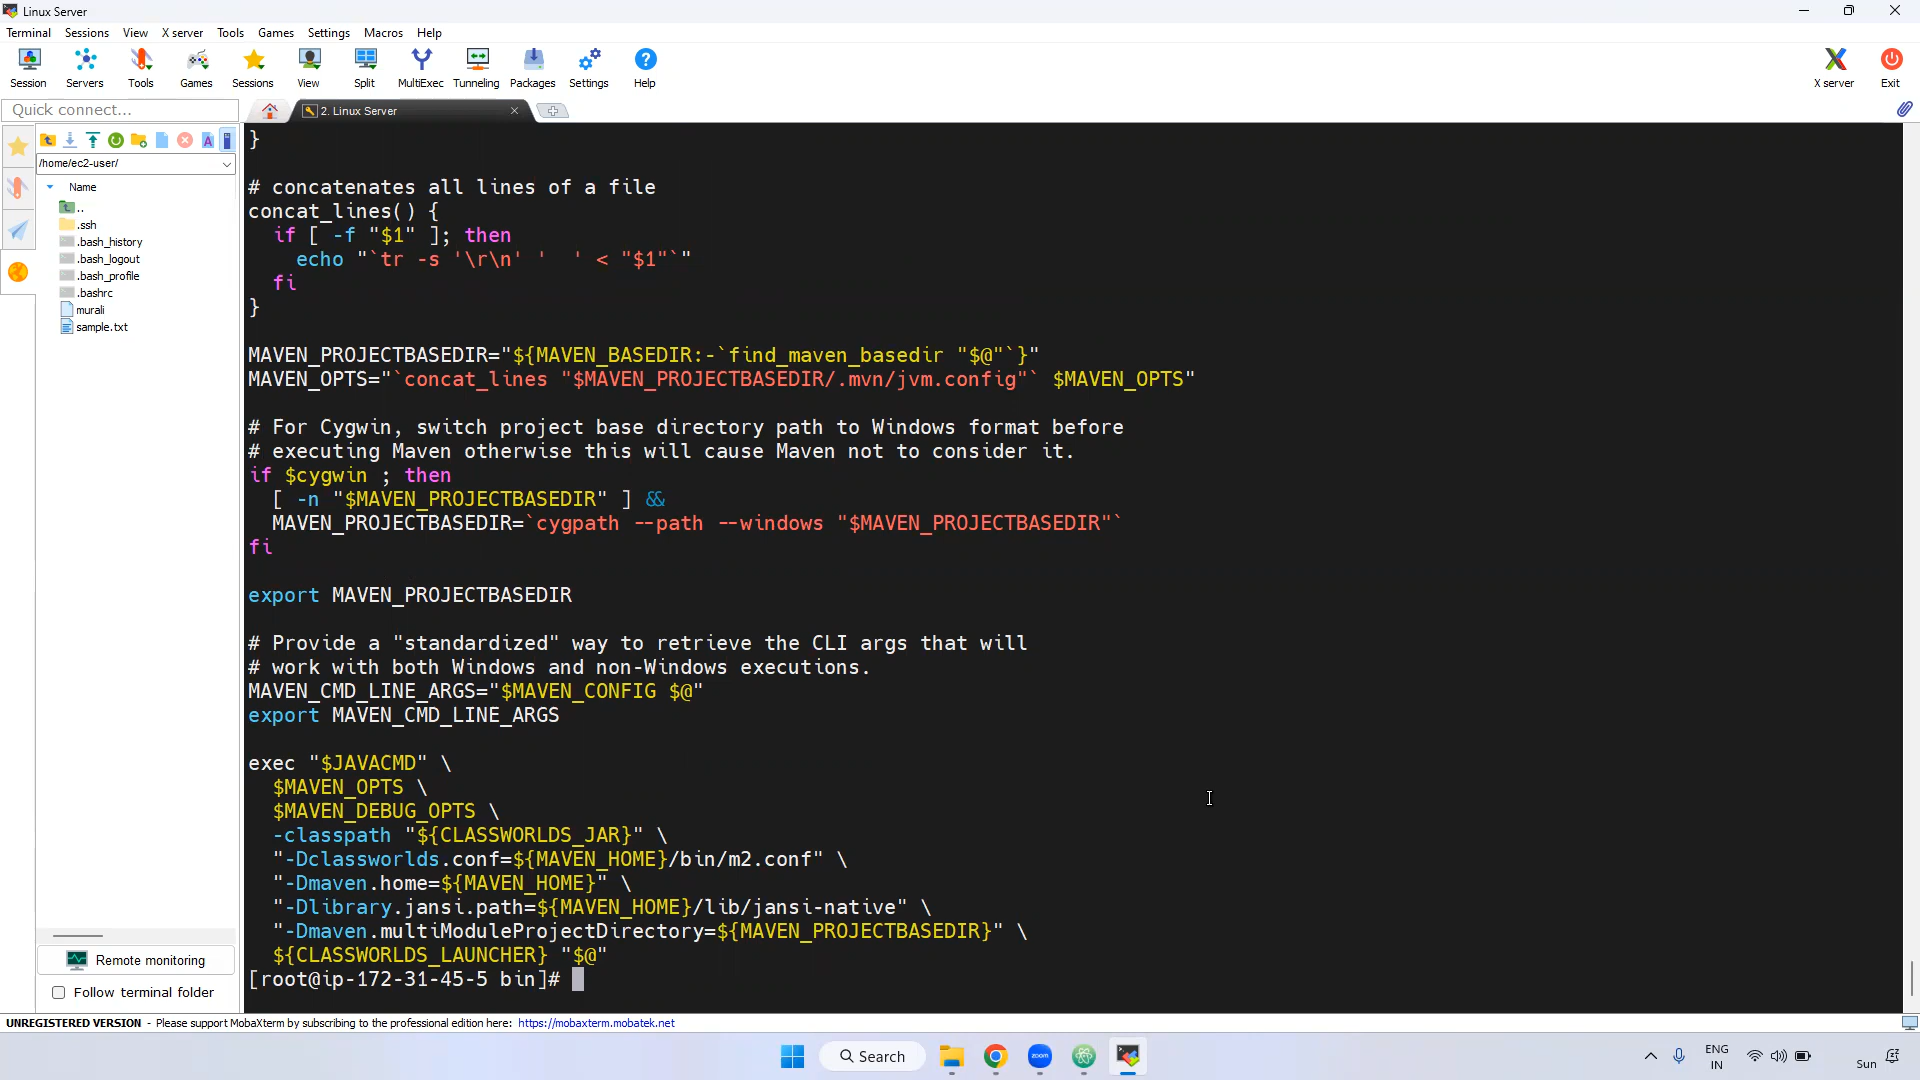 Linux Server
Terminal Sessions View X server Tools Games Settings Macros Help
Session Servers Tools Games Sessions View Split MultiExec Tunneling Packages Settings Help X server Exit
Quick connect...
2. Linux Server
/home/ec2-user/
Name
..
.ssh
.bash_history
.bash_logout
.bash_profile
.bashrc
murali
sample.txt
}
# concatenates all lines of a file
concat_lines() {
  if [ -f "$1" ]; then
    echo "`tr -s '\r\n' '  ' < "$1"`"
  fi
}
MAVEN_PROJECTBASEDIR="${MAVEN_BASEDIR:-`find_maven_basedir "$@"`}"
MAVEN_OPTS="`concat_lines "$MAVEN_PROJECTBASEDIR/.mvn/jvm.config"` $MAVEN_OPTS"
# For Cygwin, switch project base directory path to Windows format before
# executing Maven otherwise this will cause Maven not to consider it.
if $cygwin ; then
  [ -n "$MAVEN_PROJECTBASEDIR" ] &&
  MAVEN_PROJECTBASEDIR=`cygpath --path --windows "$MAVEN_PROJECTBASEDIR"`
fi
export MAVEN_PROJECTBASEDIR
# Provide a "standardized" way to retrieve the CLI args that will
# work with both Windows and non-Windows executions.
MAVEN_CMD_LINE_ARGS="$MAVEN_CONFIG $@"
export MAVEN_CMD_LINE_ARGS
exec "$JAVACMD" \
  $MAVEN_OPTS \
  $MAVEN_DEBUG_OPTS \
  -classpath "${CLASSWORLDS_JAR}" \
  "-Dclassworlds.conf=${MAVEN_HOME}/bin/m2.conf" \
  "-Dmaven.home=${MAVEN_HOME}" \
  "-Dlibrary.jansi.path=${MAVEN_HOME}/lib/jansi-native" \
  "-Dmaven.multiModuleProjectDirectory=${MAVEN_PROJECTBASEDIR}" \
  ${CLASSWORLDS_LAUNCHER} "$@"
[root@ip-172-31-45-5 bin]#
Remote monitoring
Follow terminal folder
UNREGISTERED VERSION - Please support MobaXterm by subscribing to the professional edition here: https://mobaxterm.mobatek.net
Search
zoom
ENG
IN
Sun